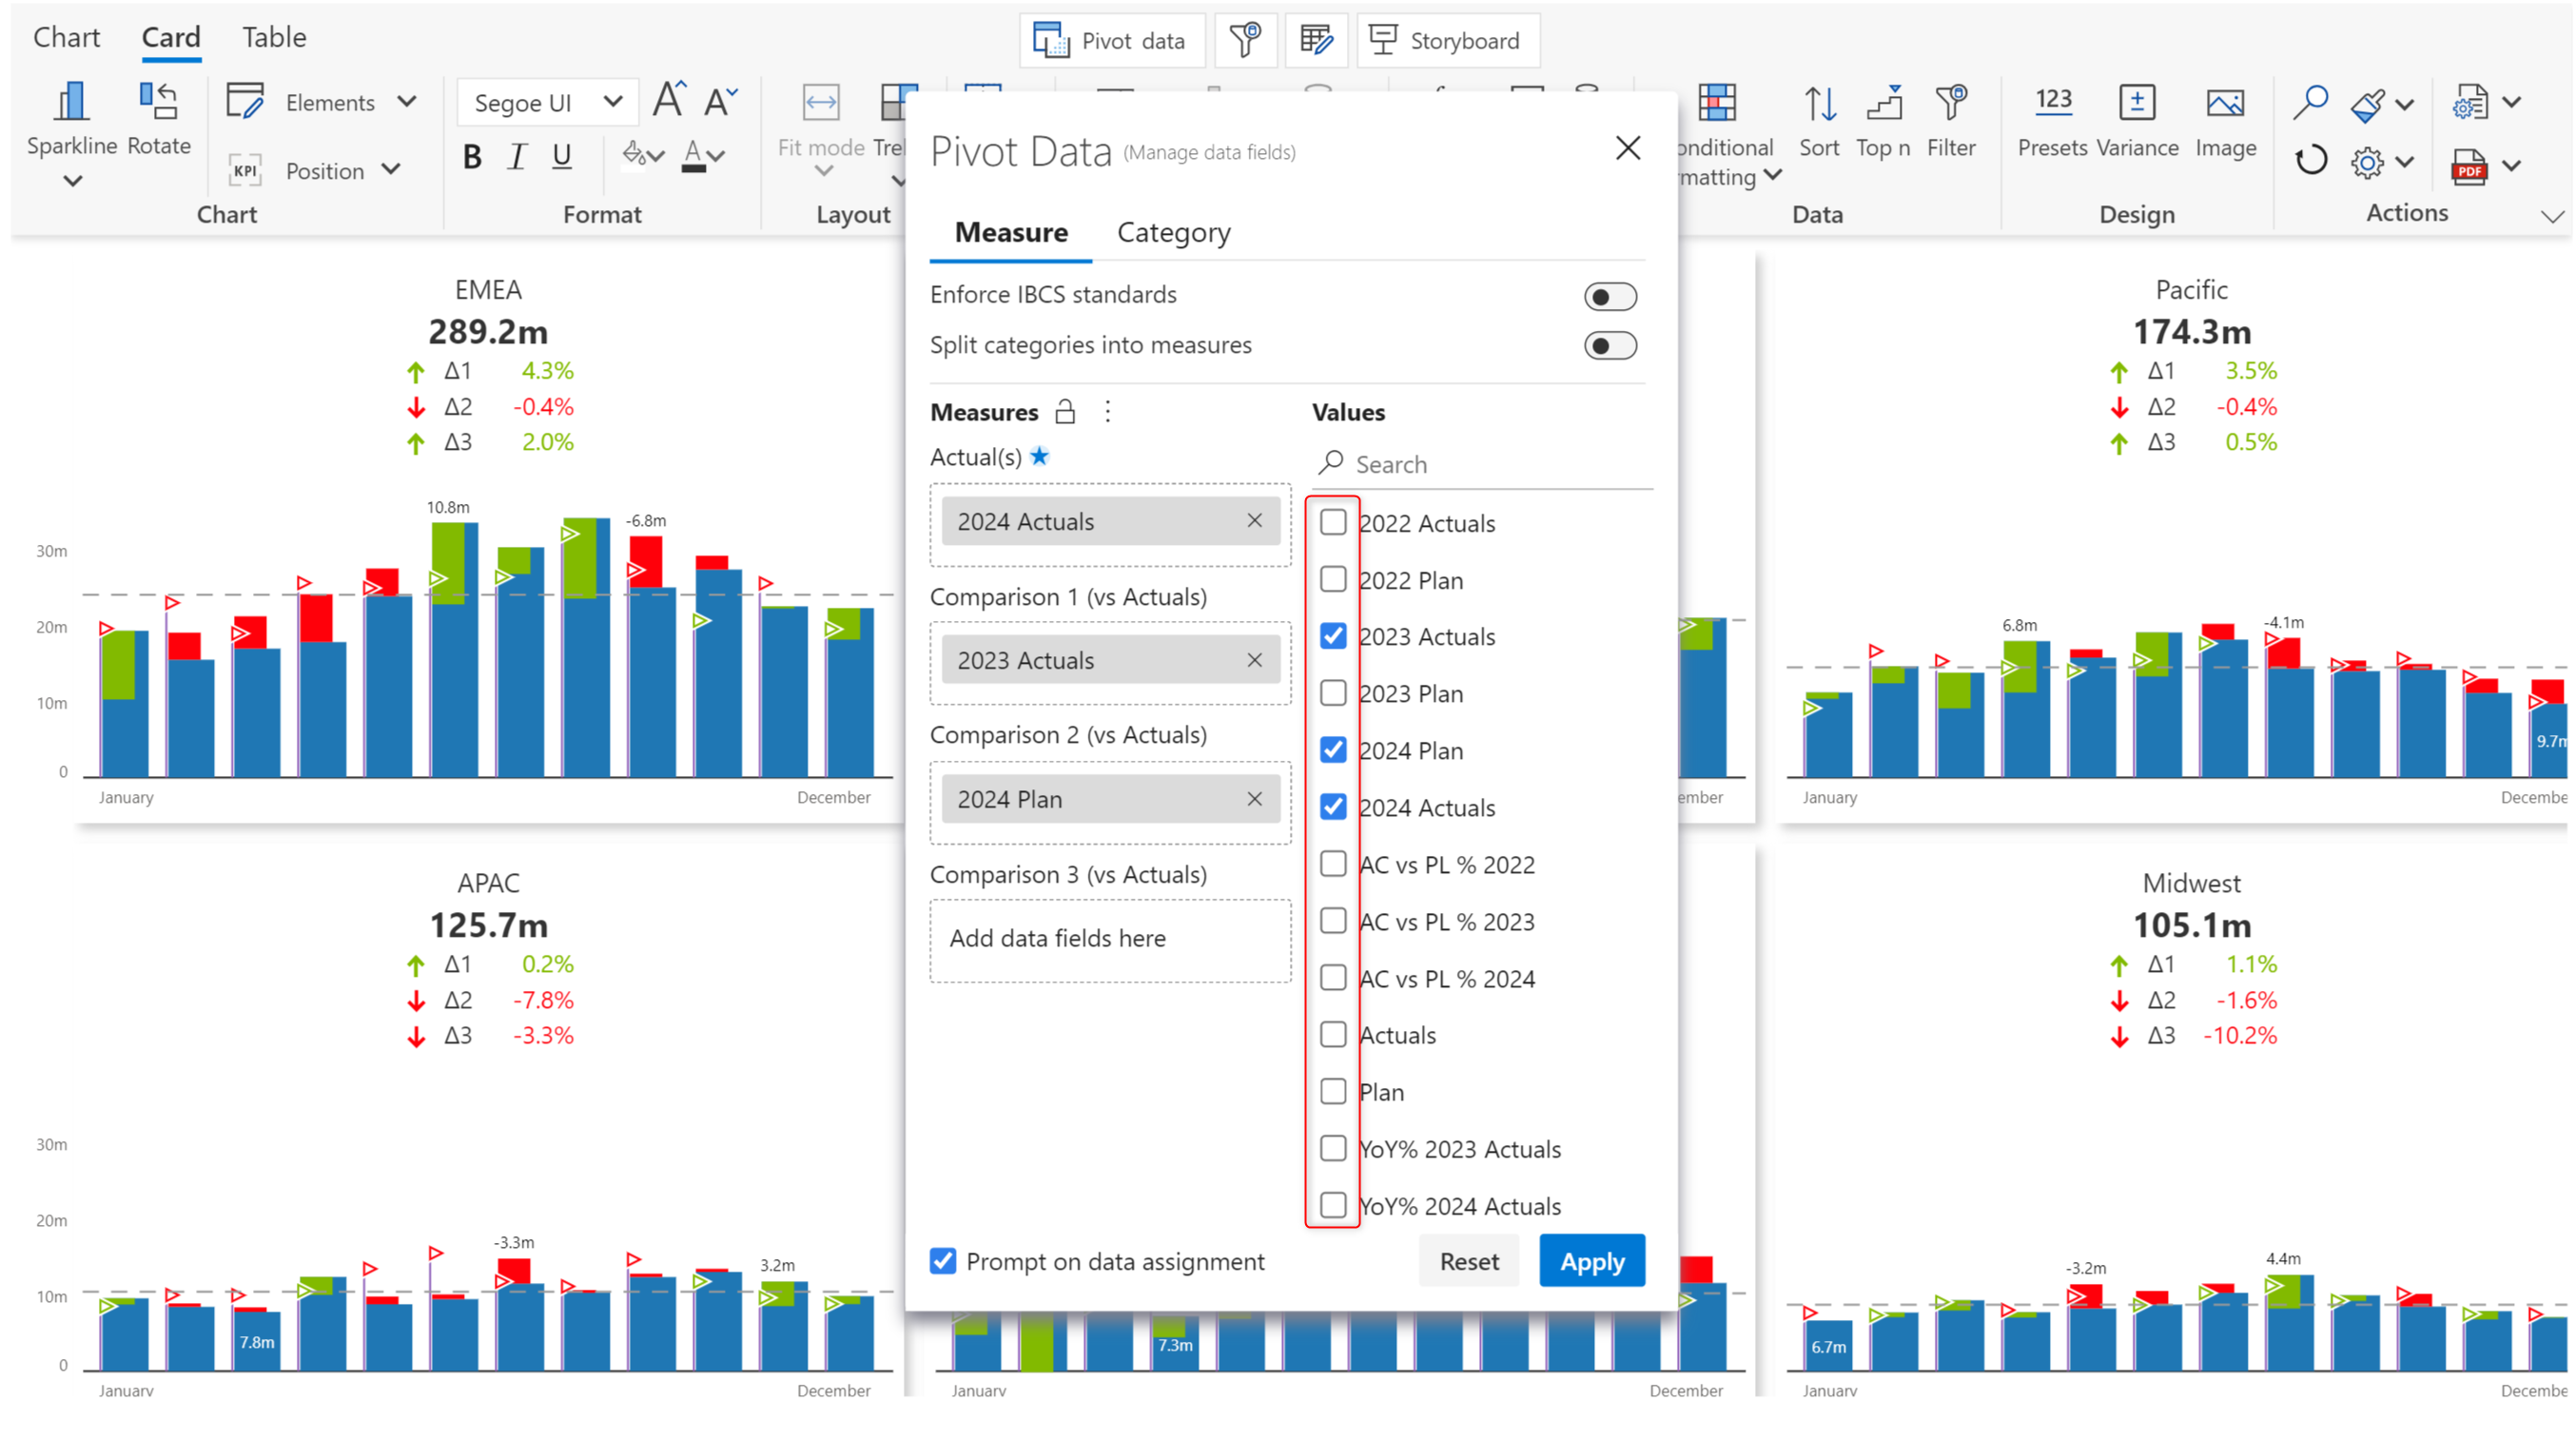 Chart Card Table
Pivot data
Storyboard
Sparkline Rotate
Elements
KPI Position
Chart
Segoe UI A A
B I U A
Format
Fit mode
Layout
Sort Top n Filter
Data
123
Presets Variance Image
Design
PDF
Actions
Pivot Data (Manage data fields)
Measure Category
Enforce IBCS standards
Split categories into measures
Measures
Actual(s)
2024 Actuals
Comparison 1 (vs Actuals)
2023 Actuals
Comparison 2 (vs Actuals)
2024 Plan
Comparison 3 (vs Actuals)
Add data fields here
Values
Search
2022 Actuals
2022 Plan
2023 Actuals
2023 Plan
2024 Plan
2024 Actuals
AC vs PL % 2022
AC vs PL % 2023
AC vs PL % 2024
Actuals
Plan
YoY% 2023 Actuals
YoY% 2024 Actuals
Prompt on data assignment
Reset
Apply
EMEA
289.2m
Δ1 4.3%
Δ2 -0.4%
Δ3 2.0%
10.8m
-6.8m
30m
20m
10m
0
January December
Pacific
174.3m
Δ1 3.5%
Δ2 -0.4%
Δ3 0.5%
6.8m
-4.1m
January
APAC
125.7m
Δ1 0.2%
Δ2 -7.8%
Δ3 -3.3%
30m
20m
10m
0
-3.3m
3.2m
7.8m
January December
7.3m
January December
Midwest
105.1m
Δ1 1.1%
Δ2 -1.6%
Δ3 -10.2%
-3.2m
4.4m
6.7m
January